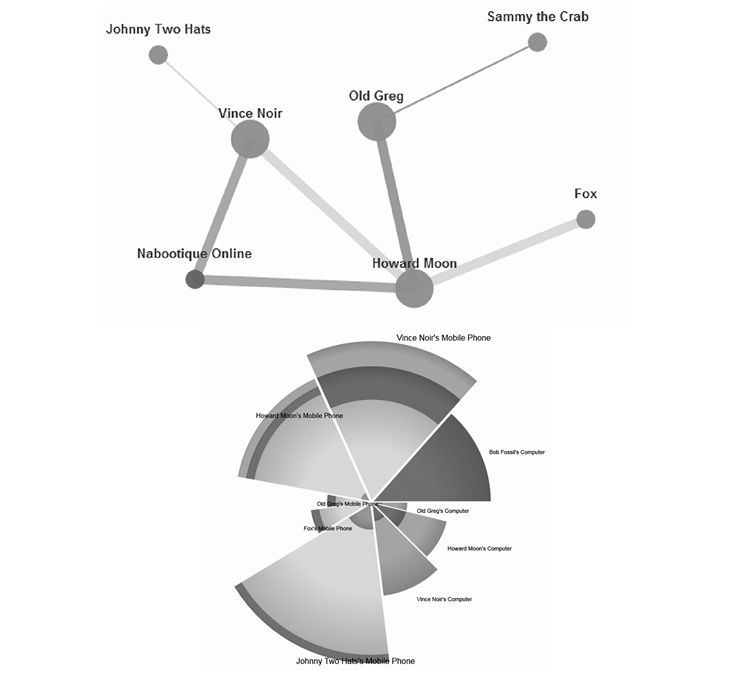 Sammy the Crab
Johnny Two Hats
Old Greg
Vince Noir
Fox
Nabootique Online
Howard Moon
Vince Noir's Mobile Phone
Howard Moon's Mobile Phone
Bob Fossil's Computer
Old Greg's Mobile Phone
Old Greg's Computer
Fox's Mobile Phone
Howard Moon's Computer
Vince Noir's Computer
Johnny Two Hats's Mobile Phone